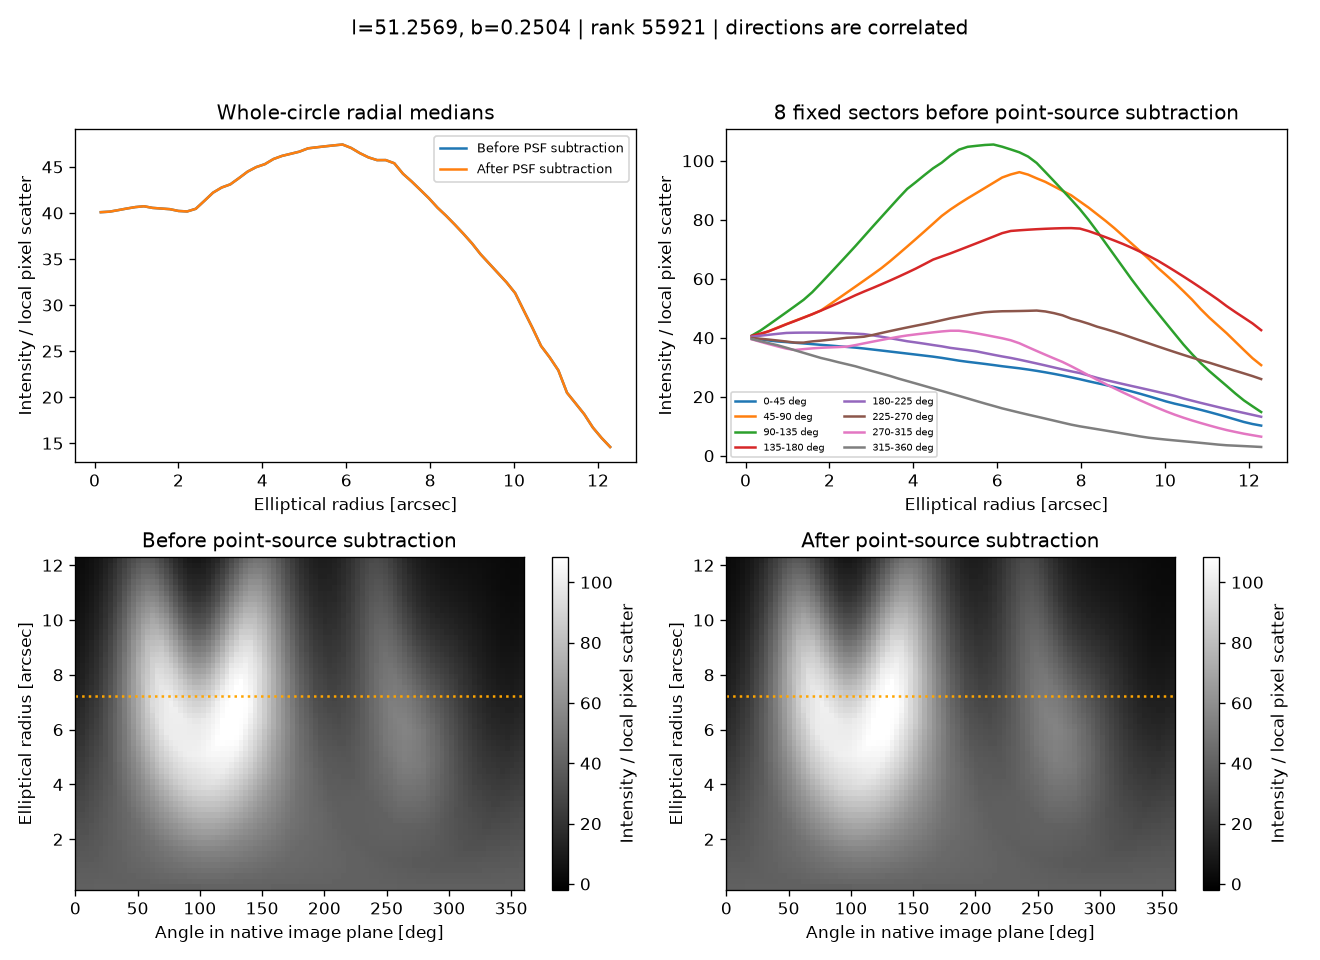 l=51.2569, b=0.2504 | rank 55921 | directions are correlated
Whole-circle radial medians
Before PSF subtraction
After PSF subtraction
Intensity / local pixel scatter
45
40
35
30
25
20
15
0 2 4 6 8 10 12
Elliptical radius [arcsec]
8 fixed sectors before point-source subtraction
Intensity / local pixel scatter
100
80
60
40
20
0
0-45 deg
45-90 deg
90-135 deg
135-180 deg
180-225 deg
225-270 deg
270-315 deg
315-360 deg
0 2 4 6 8 10 12
Elliptical radius [arcsec]
Before point-source subtraction
Elliptical radius [arcsec]
12
10
8
6
4
2
0 50 100 150 200 250 300 350
Angle in native image plane [deg]
100
80
60
40
20
0
Intensity / local pixel scatter
After point-source subtraction
Elliptical radius [arcsec]
12
10
8
6
4
2
0 50 100 150 200 250 300 350
Angle in native image plane [deg]
100
80
60
40
20
0
Intensity / local pixel scatter